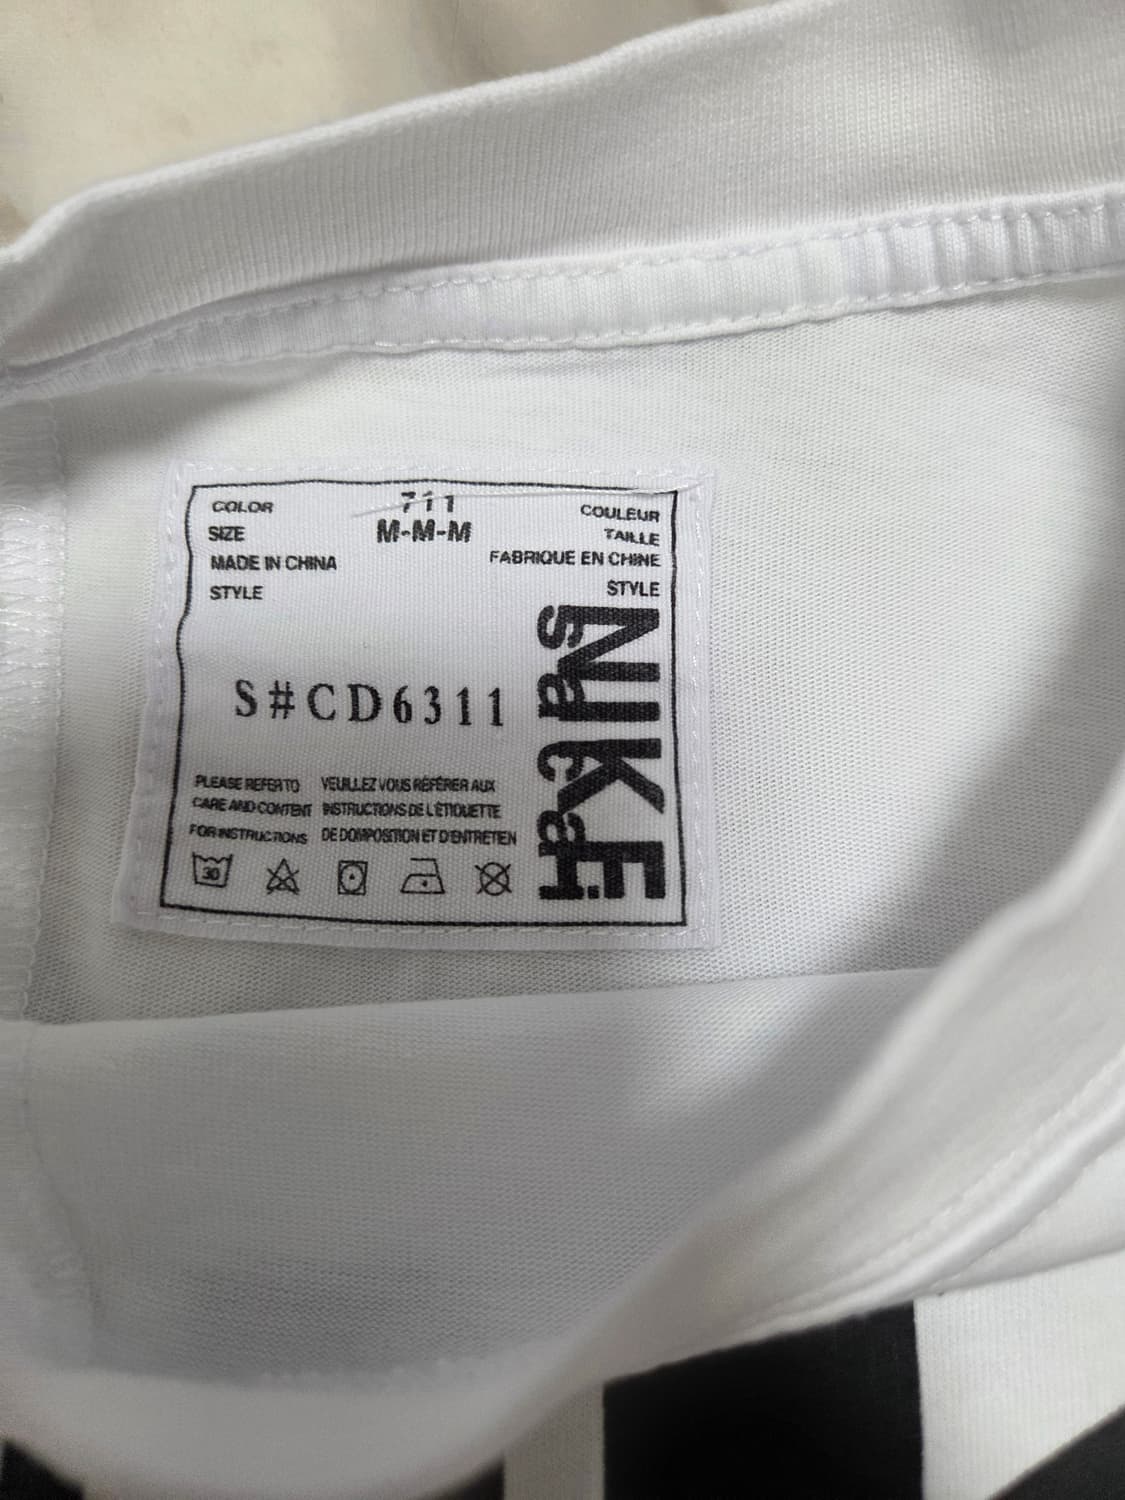 COLOR 711 COULEUR
SIZE M-M-M TAILLE
MADE IN CHINA FABRIQUE EN CHINE
STYLE STYLE
S#CD6311
NIKE
sacai
PLEASE REFER TO VEUILLEZ VOUS RÉFÉRER AUX
CARE AND CONTENT INSTRUCTIONS DE L'ÉTIQUETTE
FOR INSTRUCTIONS DE DOMPOSITION ET D'ENTRETIEN
30